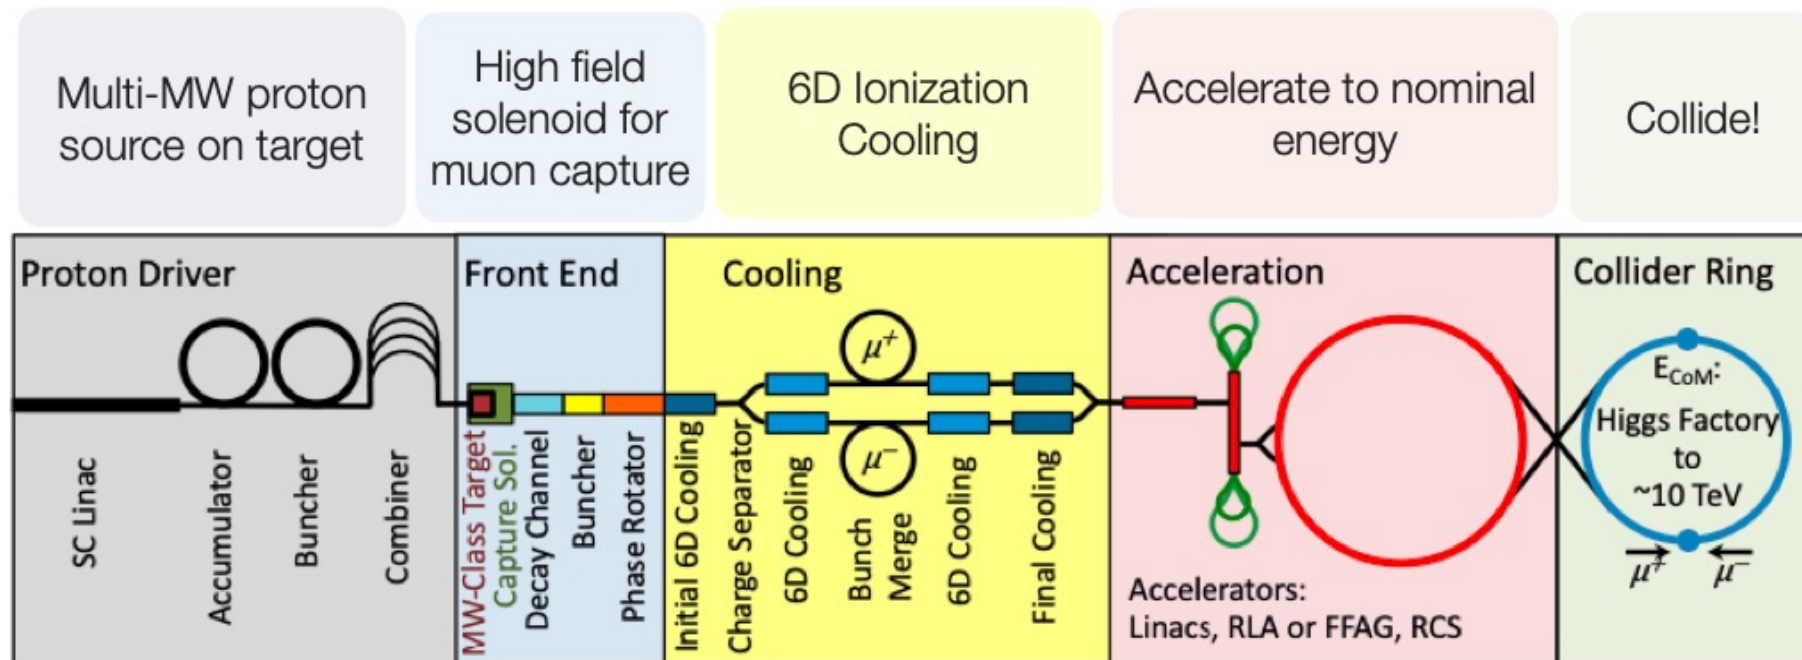 Multi-MW proton
source on target
High field
solenoid for
muon capture
6D Ionization
Cooling
Accelerate to nominal
energy
Collide!
Proton Driver
SC Linac
Accumulator
Buncher
Combiner
Front End
MW-Class Target
Capture Sol.
Decay Channel
Buncher
Phase Rotator
Cooling
μ+
μ−
Initial 6D Cooling
Charge Separator
6D Cooling
Bunch
Merge
6D Cooling
Final Cooling
Acceleration
Accelerators:
Linacs, RLA or FFAG, RCS
Collider Ring
ECoM:
Higgs Factory
to
~10 TeV
μ+ μ−